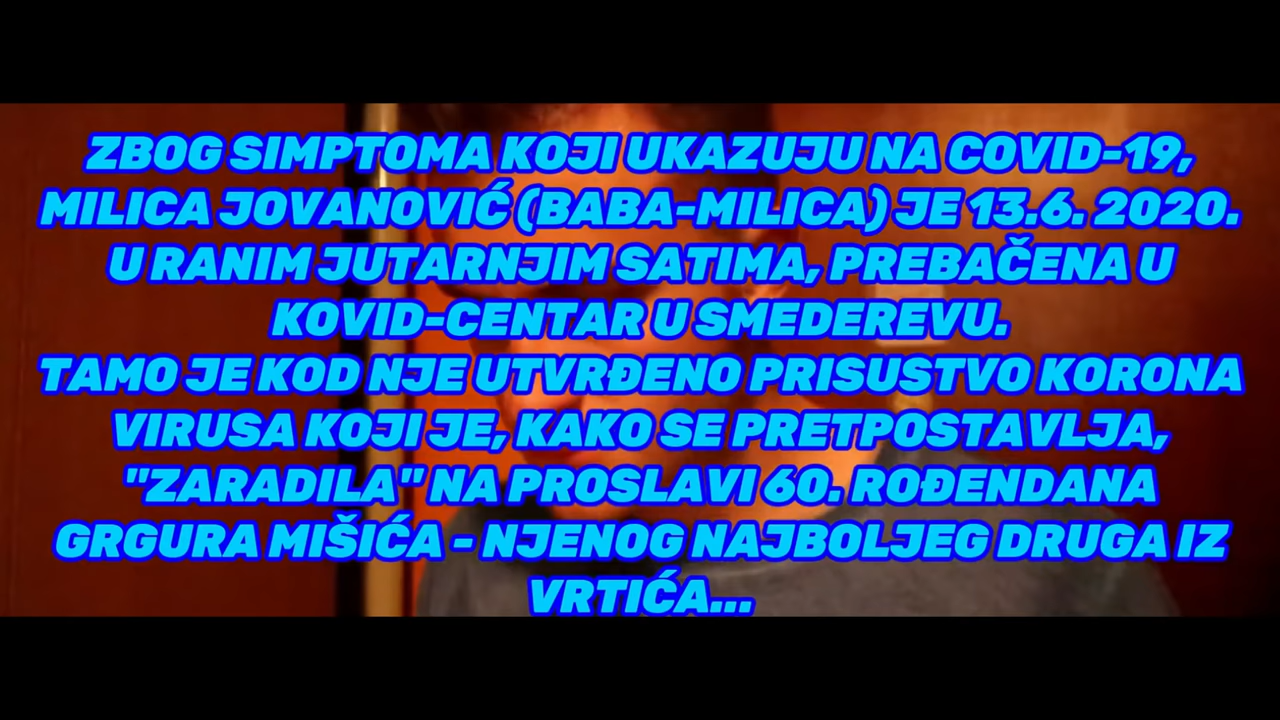 ZBOG SIMPTOMA KOJI UKAZUJU NA COVID-19,
MILICA JOVANOVIĆ (BABA-MILICA) JE 13.6. 2020.
U RANIM JUTARNJIM SATIMA, PREBAČENA U
KOVID-CENTAR U SMEDEREVU.
TAMO JE KOD NJE UTVRĐENO PRISUSTVO KORONA
VIRUSA KOJI JE, KAKO SE PRETPOSTAVLJA,
"ZARADILA" NA PROSLAVI 60. ROĐENDANA
GRGURA MIŠIĆA - NJENOG NAJBOLJEG DRUGA IZ
VRTIĆA...